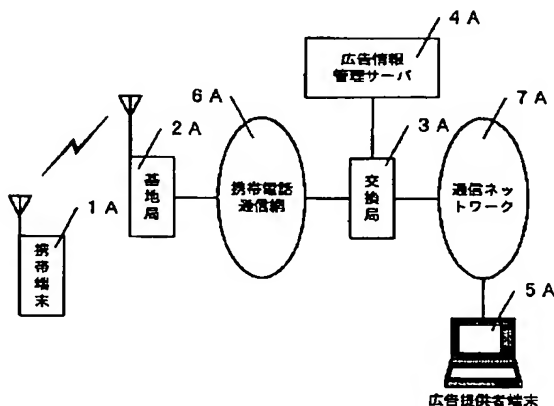 4A
広告情報
管理サーバ
6A
7A
2A
3A
基地局
携帯電話
通信網
交換局
通信ネッ
トワーク
1A
携帯端末
5A
広告提供者端末